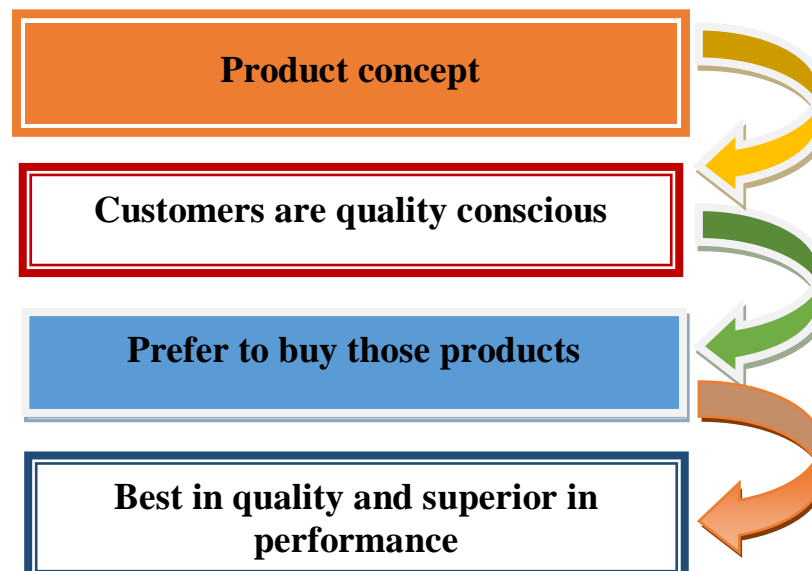 Product concept
Customers are quality conscious
Prefer to buy those products
Best in quality and superior in
performance